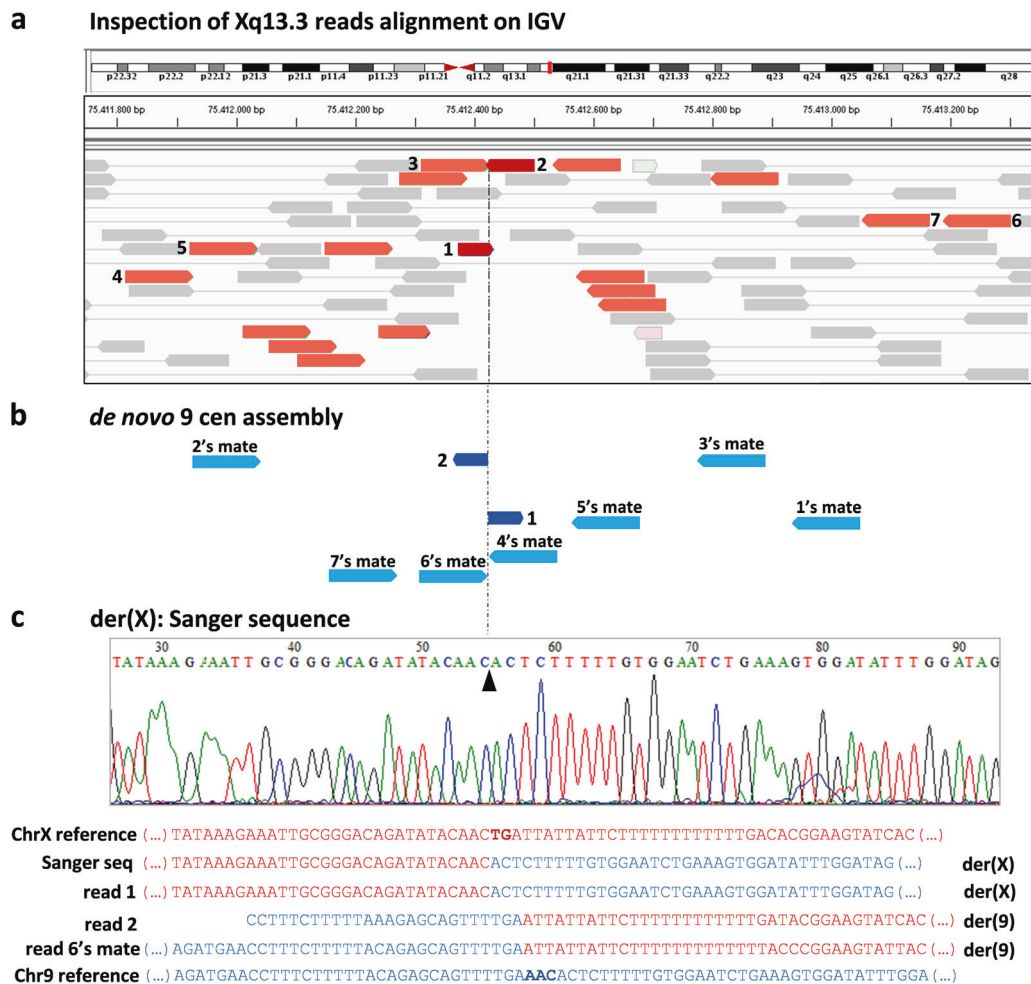 a Inspection of Xq13.3 reads alignment on IGV
p22.32 p22.2 p22.12 p21.3 p21.1 p11.4 p11.23 p11.21 q11.2 q13.1 q21.1 q21.31 q21.33 q22.2 q23 q24 q25 q26.1 q26.3 q27.2 q28
75.411.800 bp 75.412.000 bp 75.412.200 bp 75.412.400 bp 75.412.600 bp 75.412.800 bp 75.413.000 bp 75.413.200 bp
3 2
7 6
5 1
4
b de novo 9 cen assembly
2's mate 2 3's mate
1 5's mate 1's mate
4's mate
7's mate 6's mate
c der(X): Sanger sequence
30 40 50 60 70 80 90
TATAAAGAAATTGCGGGACAGATATACAACACTCTTTTTGTGGAATCTGAAAGTGGATATTTGGATAG
ChrX reference (...) TATAAAGAAATTGCGGGACAGATATACAACTGATTATTATTCTTTTTTTTTTTTGACACGGAAGTATCAC (...)
Sanger seq (...) TATAAAGAAATTGCGGGACAGATATACAACACTCTTTTTGTGGAATCTGAAAGTGGATATTTGGATAG (...) der(X)
read 1 (...) TATAAAGAAATTGCGGGACAGATATACAACACTCTTTTTGTGGAATCTGAAAGTGGATATTTGGATAG (...) der(X)
read 2 CCTTTCTTTTTAAAGAGCAGTTTTGAATTATTATTCTTTTTTTTTTTTGATACGGAAGTATCAC (...) der(9)
read 6's mate (...) AGATGAACCTTTCTTTTTACAGAGCAGTTTTGAATTATTATTCTTTTTTTTTTTTTACCCGGAAGTATTAC (...) der(9)
Chr9 reference (...) AGATGAACCTTTCTTTTTACAGAGCAGTTTTGAAACACTCTTTTTGTGGAATCTGAAAGTGGATATTTGGA (...)